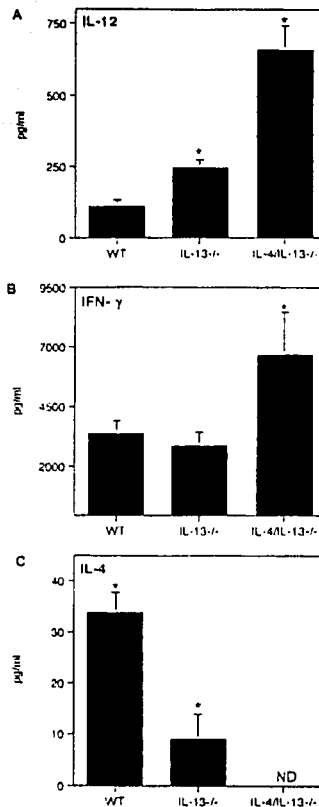 A
IL-12
750
*
500
pg/ml
*
250
0
WT IL-13-/- IL-4/IL-13-/-
B
9500
IFN- γ
*
7000
pg/ml
4500
2000
WT IL-13-/- IL-4/IL-13-/-
C
40
IL-4
*
30
pg/ml
20
*
10
ND
0
WT IL-13-/- IL-4/IL-13-/-